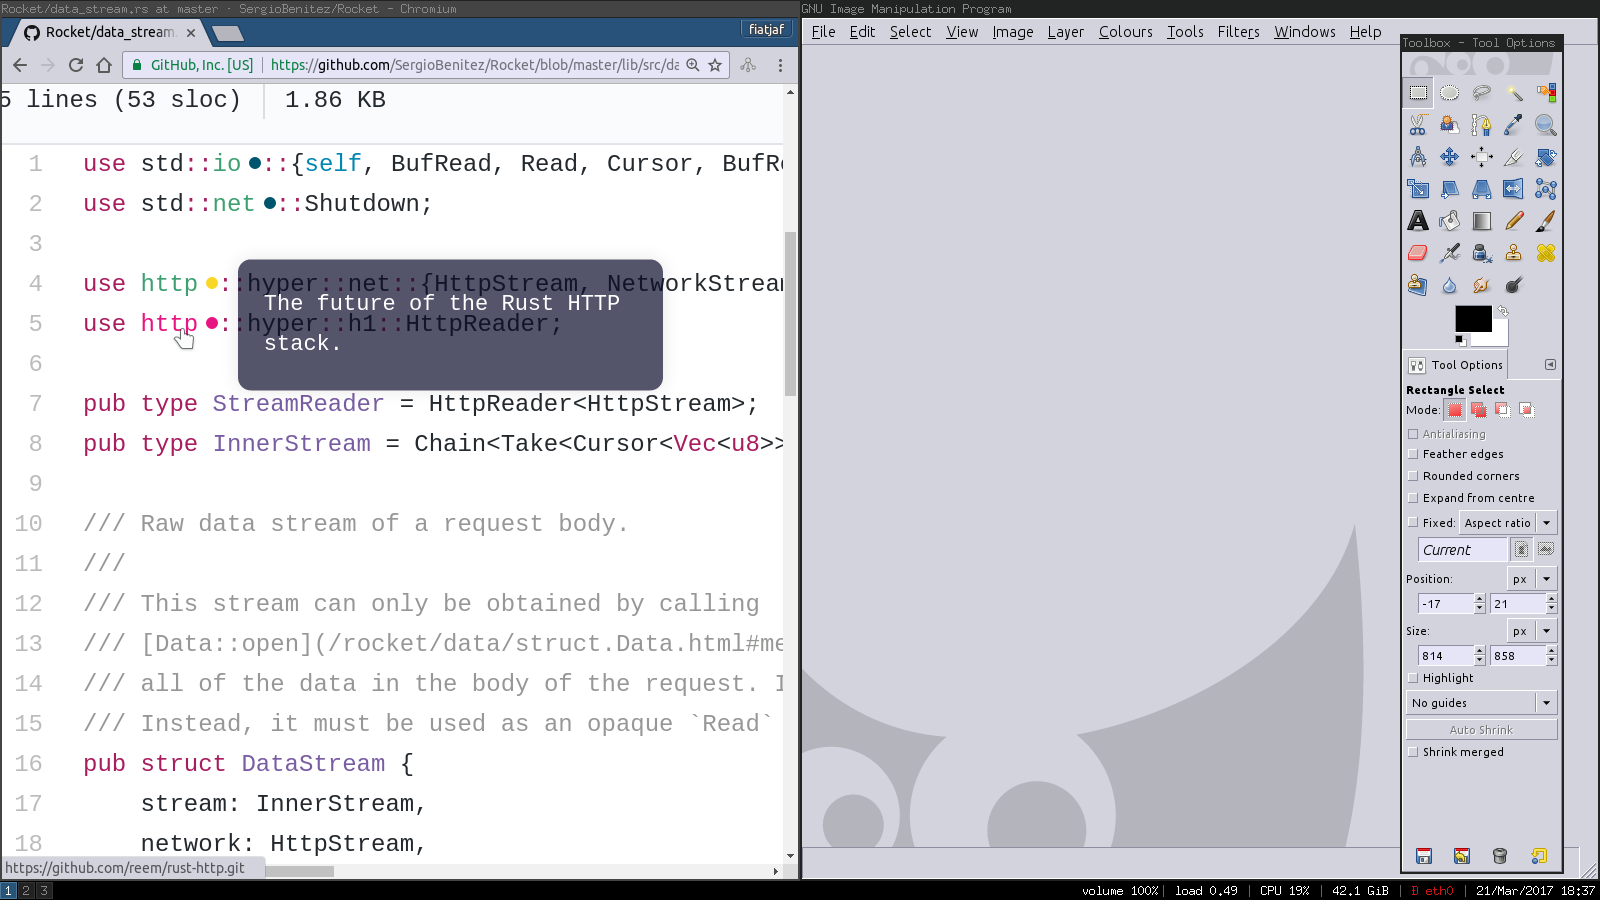 Rocket/data_stream.rs at master · SergioBenitez/Rocket - Chromium
GNU Image Manipulation Program
Rocket/data_stream.
fiatjaf
GitHub, Inc. [US]
https://github.com/SergioBenitez/Rocket/blob/master/lib/src/da
5 lines (53 sloc)
1.86 KB
1 use std::io ::{self, BufRead, Read, Cursor, BufRe
2 use std::net ::Shutdown;
3
4 use http ::hyper::net::{HttpStream, NetworkStream
5 use http ::hyper::h1::HttpReader;
The future of the Rust HTTP
stack.
6
7 pub type StreamReader = HttpReader<HttpStream>;
8 pub type InnerStream = Chain<Take<Cursor<Vec<u8>>
9
10 /// Raw data stream of a request body.
11 ///
12 /// This stream can only be obtained by calling
13 /// [Data::open](/rocket/data/struct.Data.html#me
14 /// all of the data in the body of the request. I
15 /// Instead, it must be used as an opaque `Read`
16 pub struct DataStream {
17 stream: InnerStream,
18 network: HttpStream,
https://github.com/reem/rust-http.git
File Edit Select View Image Layer Colours Tools Filters Windows Help
Toolbox - Tool Options
Tool Options
Rectangle Select
Mode:
Antialiasing
Feather edges
Rounded corners
Expand from centre
Fixed: Aspect ratio
Current
Position: px
-17 21
Size: px
814 858
Highlight
No guides
Auto Shrink
Shrink merged
1 2 3
volume 100%| load 0.49 | CPU 19% | 42.1 GiB | D eth0 | 21/Mar/2017 18:37